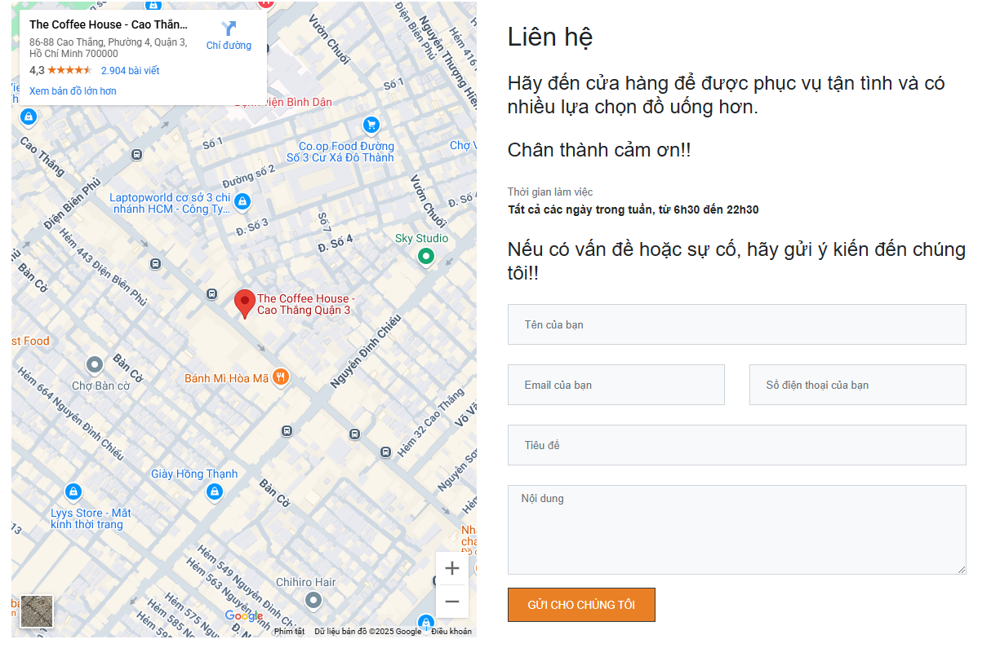 The Coffee House - Cao Thắn...
86-88 Cao Thắng, Phường 4, Quận 3,
Hồ Chí Minh 700000
4,3
2.904 bài viết
Xem bản đồ lớn hơn
Chỉ đường
Vườn Chuối
Điện Biên Phủ
Nguyễn Thượng Hiền
Hẻm 416
Số 1
Bệnh viện Bình Dân
Cao Thắng
Số 1
Co.op Food Đường
Số 3 Cư Xá Đô Thành
Chợ V
Đường số 2
Điện Biên Phủ
Laptopworld cơ sở 3 chi
nhánh HCM - Công Ty...
Vườn Chuối
Đ. Số
Đ. Số 3
Số 7
Đ. Số 4
Sky Studio
Hẻm 443 Điện Biên Phủ
Bàn Cờ
The Coffee House -
Cao Thắng Quận 3
st Food
Bàn Cờ
Nguyễn Đình Chiểu
Chợ Bàn cờ
Bánh Mì Hòa Mã
Hẻm 664 Nguyễn Đình Chiểu
Hẻm 32 Cao Thắng
Võ Vă
Giày Hồng Thạnh
Bàn Cờ
Nguyễn Sơ
Hẻm
Lyys Store - Mắt
kính thời trang
Hẻm 549 Nguyễn Đình
Hẻm 563 Nguyễn Đình
Hẻm 575 Nguyễn
Hẻm 585 Nguyễn
Chihiro Hair
Google
Phím tắt
Dữ liệu bản đồ ©2025 Google
Điều khoản
Liên hệ
Hãy đến cửa hàng để được phục vụ tận tình và có
nhiều lựa chọn đồ uống hơn.
Chân thành cảm ơn!!
Thời gian làm việc
Tất cả các ngày trong tuần, từ 6h30 đến 22h30
Nếu có vấn đề hoặc sự cố, hãy gửi ý kiến đến chúng
tôi!!
Tên của bạn
Email của bạn
Số điện thoại của bạn
Tiêu đề
Nội dung
GỬI CHO CHÚNG TÔI